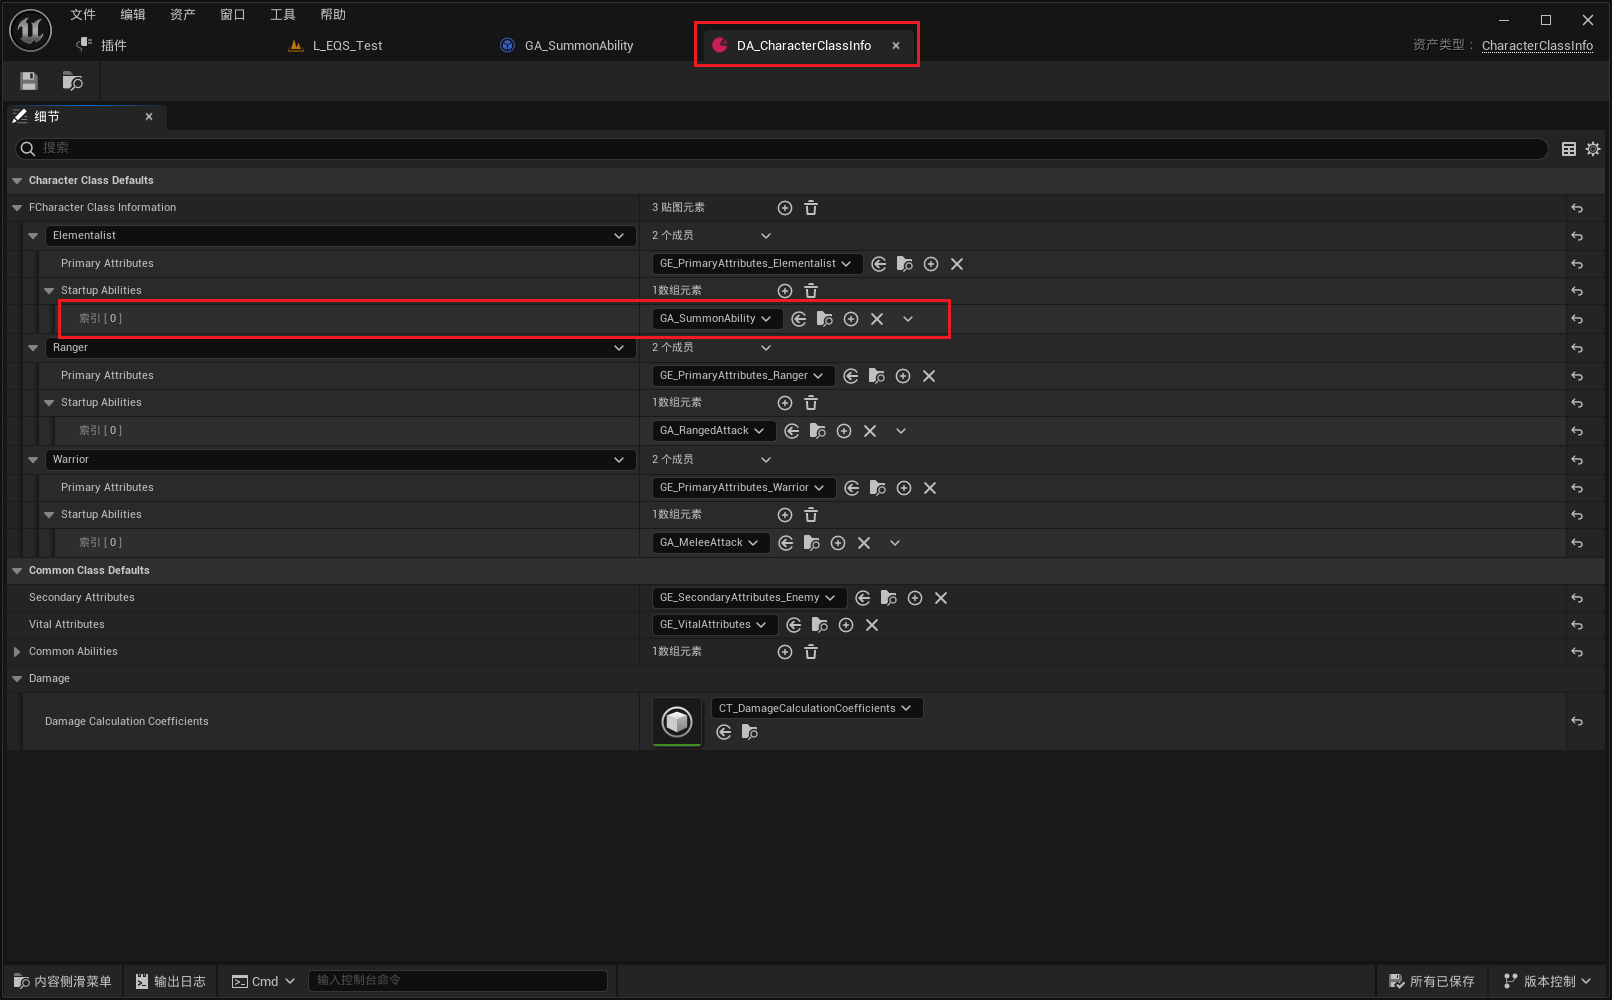 文件 编辑 资产 窗口 工具 帮助
插件 L_EQS_Test GA_SummonAbility DA_CharacterClassInfo 资产类型： CharacterClassInfo
细节
搜索
Character Class Defaults
FCharacter Class Information 3 贴图元素
Elementalist 2 个成员
Primary Attributes GE_PrimaryAttributes_Elementalist
Startup Abilities 1数组元素
索引 [ 0 ] GA_SummonAbility
Ranger 2 个成员
Primary Attributes GE_PrimaryAttributes_Ranger
Startup Abilities 1数组元素
索引 [ 0 ] GA_RangedAttack
Warrior 2 个成员
Primary Attributes GE_PrimaryAttributes_Warrior
Startup Abilities 1数组元素
索引 [ 0 ] GA_MeleeAttack
Common Class Defaults
Secondary Attributes GE_SecondaryAttributes_Enemy
Vital Attributes GE_VitalAttributes
Common Abilities 1数组元素
Damage
Damage Calculation Coefficients CT_DamageCalculationCoefficients
内容侧滑菜单 输出日志 Cmd 输入控制台命令 所有已保存 版本控制